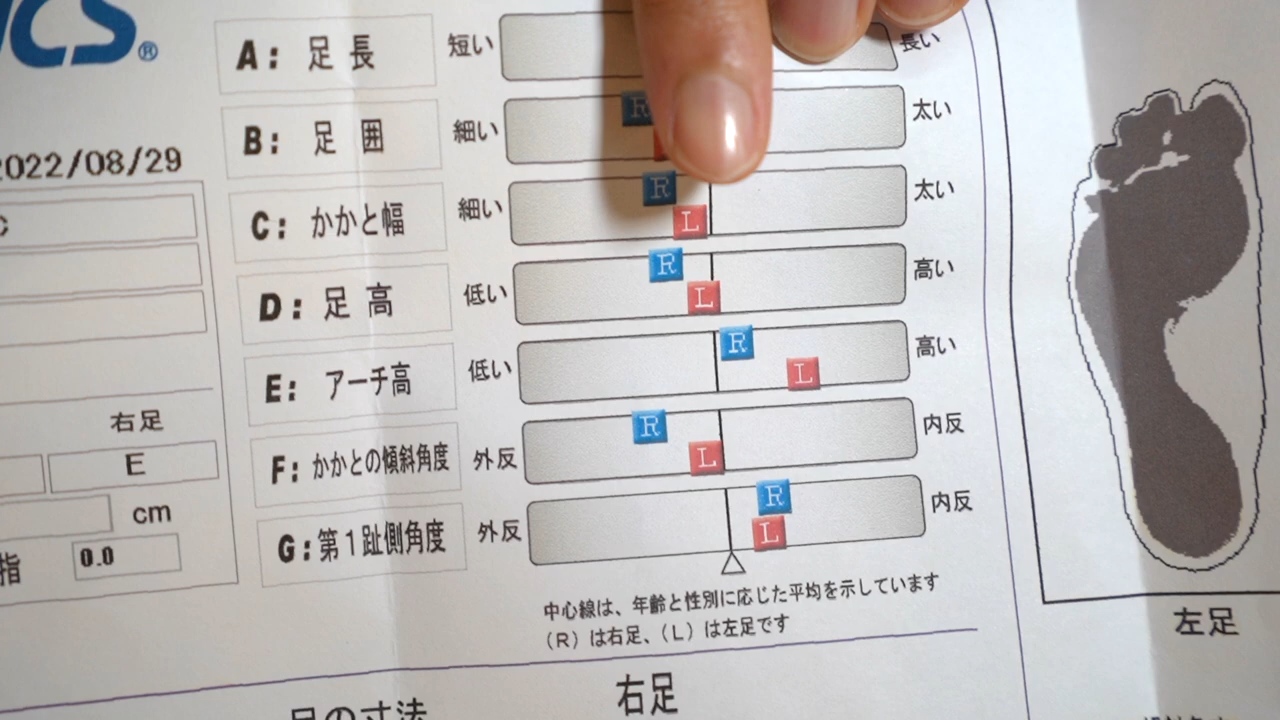 ICS®
2022/08/29
A: 足長 短い 長い
B: 足囲 細い R 太い
C: かかと幅 細い R L 太い
D: 足高 低い R L 高い
E: アーチ高 低い R L 高い
F: かかとの傾斜角度 外反 R L 内反
G: 第1趾側角度 外反 R L 内反
右足
E
cm
指 0.0
中心線は、年齢と性別に応じた平均を示しています
(R)は右足、(L)は左足です
左足
足の寸法
右足